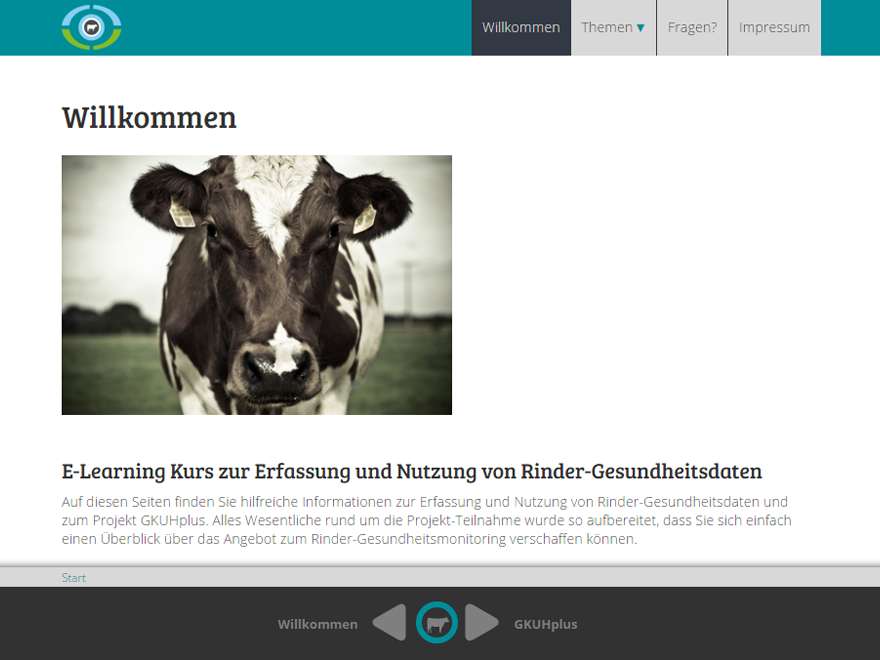 Willkommen
Themen ▼
Fragen?
Impressum
Willkommen
E-Learning Kurs zur Erfassung und Nutzung von Rinder-Gesundheitsdaten
Auf diesen Seiten finden Sie hilfreiche Informationen zur Erfassung und Nutzung von Rinder-Gesundheitsdaten und
zum Projekt GKUHplus. Alles Wesentliche rund um die Projekt-Teilnahme wurde so aufbereitet, dass Sie sich einfach
einen Überblick über das Angebot zum Rinder-Gesundheitsmonitoring verschaffen können.
Start
Willkommen
GKUHplus